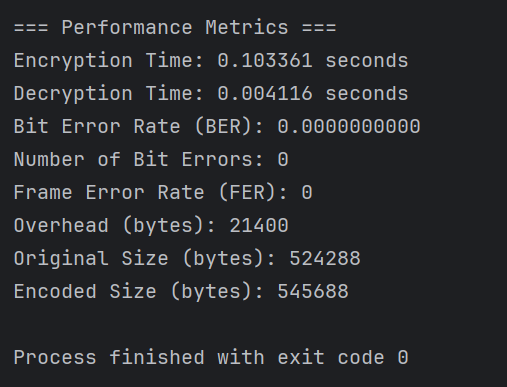 === Performance Metrics ===
Encryption Time: 0.103361 seconds
Decryption Time: 0.004116 seconds
Bit Error Rate (BER): 0.0000000000
Number of Bit Errors: 0
Frame Error Rate (FER): 0
Overhead (bytes): 21400
Original Size (bytes): 524288
Encoded Size (bytes): 545688
Process finished with exit code 0